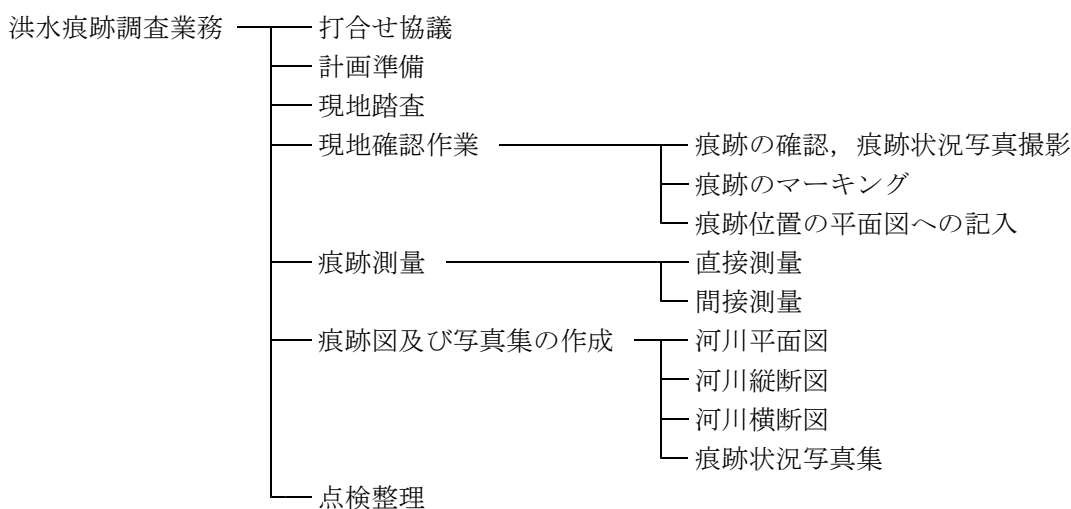 洪水痕跡調査業務 打合せ協議
計画準備
現地踏査
現地確認作業 痕跡の確認，痕跡状況写真撮影
痕跡のマーキング
痕跡位置の平面図への記入
痕跡測量 直接測量
間接測量
痕跡図及び写真集の作成 河川平面図
河川縦断図
河川横断図
痕跡状況写真集
点検整理